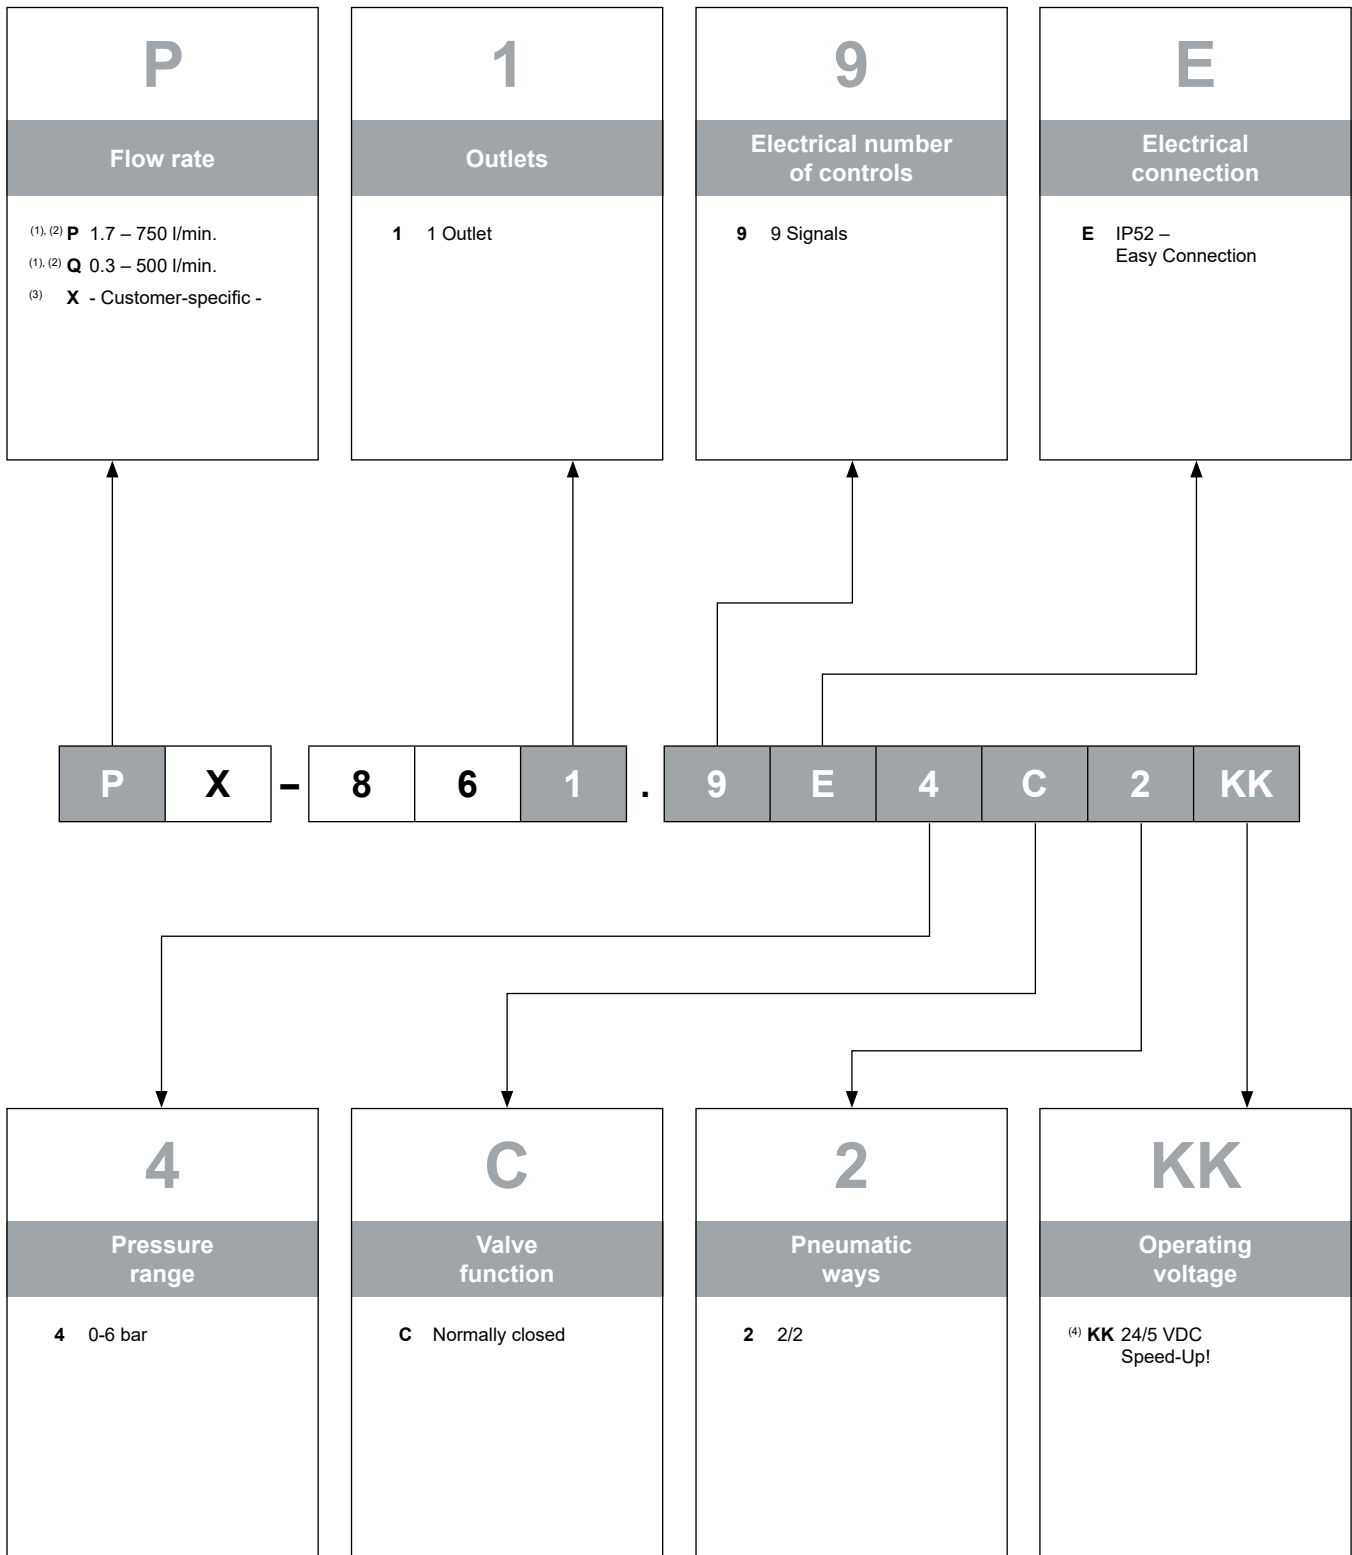 P
Flow rate
(1), (2) P 1.7 – 750 l/min.
(1), (2) Q 0.3 – 500 l/min.
(3) X - Customer-specific -
1
Outlets
1 1 Outlet
9
Electrical number
of controls
9 9 Signals
E
Electrical
connection
E IP52 –
Easy Connection
P X – 8 6 1 . 9 E 4 C 2 KK
4
Pressure
range
4 0-6 bar
C
Valve
function
C Normally closed
2
Pneumatic
ways
2 2/2
KK
Operating
voltage
(4) KK 24/5 VDC
Speed-Up!